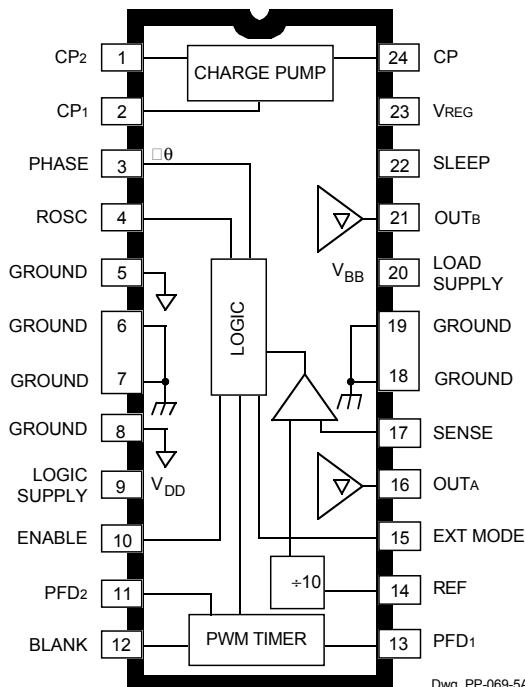 CP2 1 CHARGE PUMP 24 CP
CP1 2 23 VREG
PHASE 3 θ 22 SLEEP
ROSC 4 21 OUTB
GROUND 5 VBB 20 LOAD
SUPPLY
GROUND 6 19 GROUND
LOGIC
GROUND 7 18 GROUND
GROUND 8 17 SENSE
LOGIC
SUPPLY 9 VDD 16 OUTA
ENABLE 10 15 EXT MODE
PFD2 11 ÷10 14 REF
BLANK 12 PWM TIMER 13 PFD1
Dwg. PP-069-5A